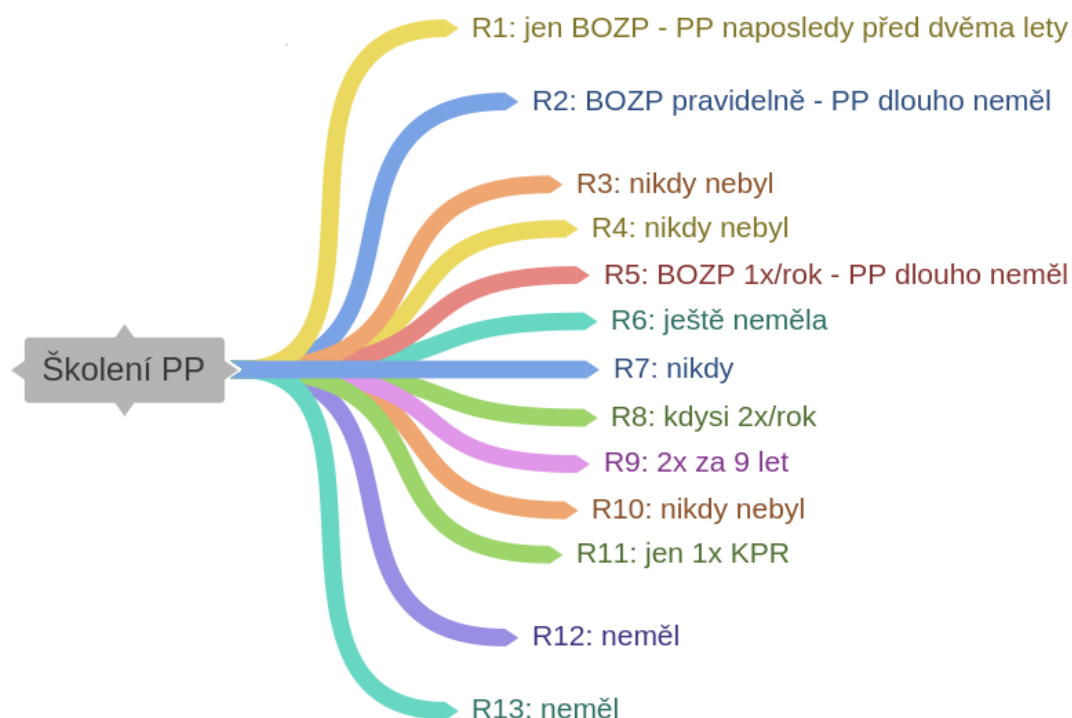 R1: jen BOZP - PP naposledy před dvěma lety
R2: BOZP pravidelně - PP dlouho neměl
R3: nikdy nebyl
R4: nikdy nebyl
R5: BOZP 1x/rok - PP dlouho neměl
R6: ještě neměla
Školení PP
R7: nikdy
R8: kdysi 2x/rok
R9: 2x za 9 let
R10: nikdy nebyl
R11: jen 1x KPR
R12: neměl
R13: neměl